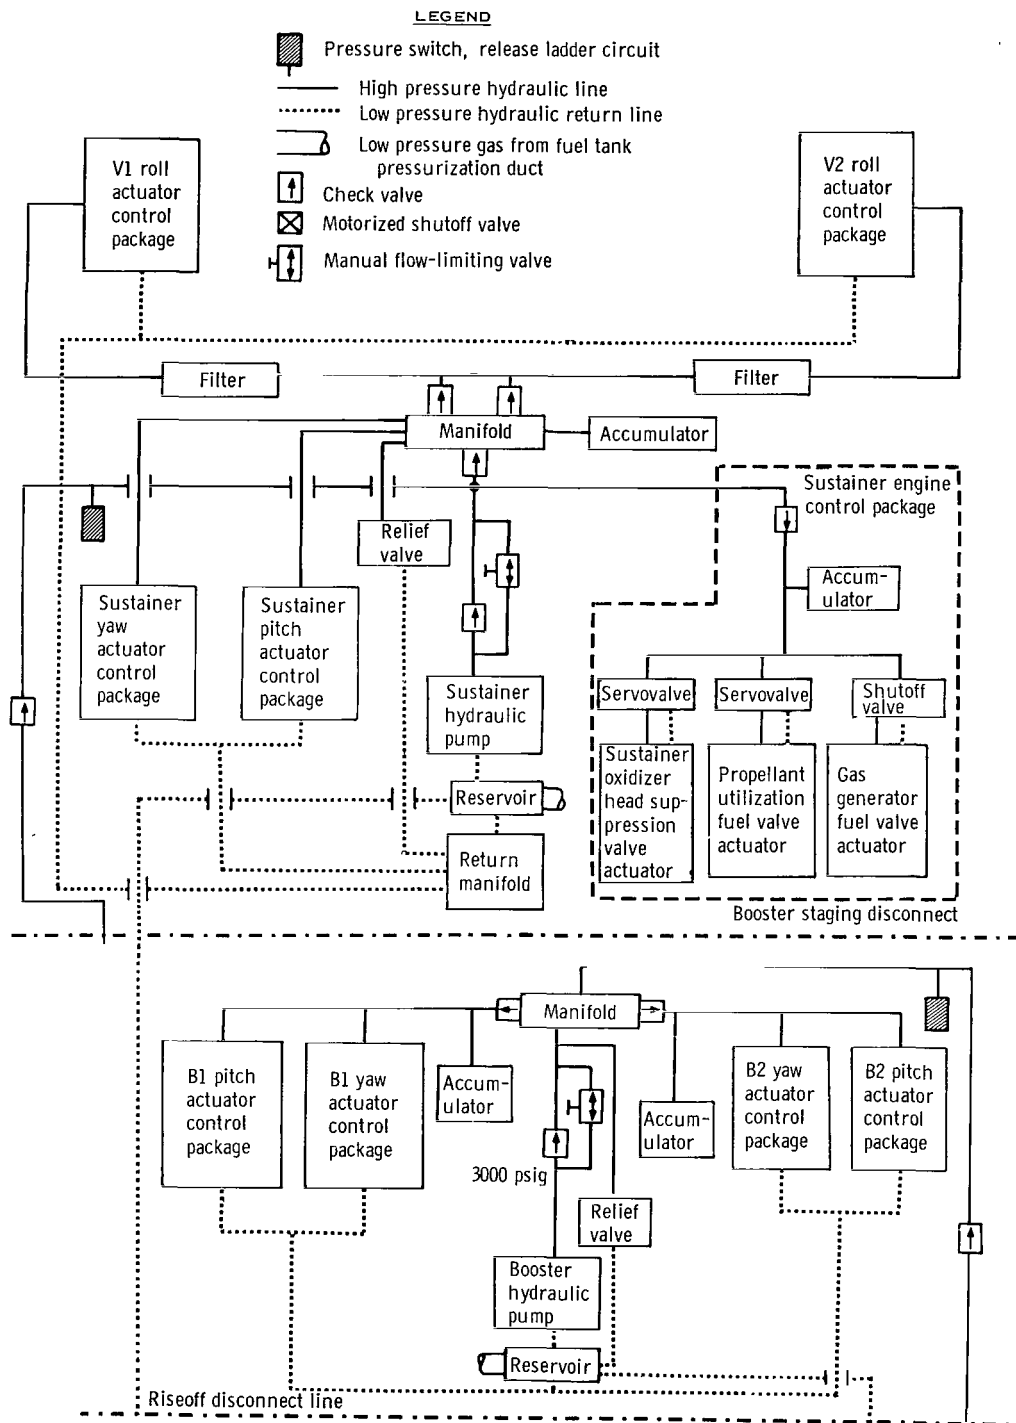 LEGEND
Pressure switch, release ladder circuit
High pressure hydraulic line
Low pressure hydraulic return line
Low pressure gas from fuel tank
pressurization duct
Check valve
Motorized shutoff valve
Manual flow-limiting valve
V1 roll
actuator
control
package
V2 roll
actuator
control
package
Filter
Filter
Manifold
Accumulator
Sustainer engine
control package
Relief
valve
Accum-
ulator
Sustainer
yaw
actuator
control
package
Sustainer
pitch
actuator
control
package
Sustainer
hydraulic
pump
Servovalve
Servovalve
Shutoff
valve
Sustainer
oxidizer
head sup-
pression
valve
actuator
Propellant
utilization
fuel valve
actuator
Gas
generator
fuel valve
actuator
Reservoir
Return
manifold
Booster staging disconnect
Manifold
B1 pitch
actuator
control
package
B1 yaw
actuator
control
package
Accum-
ulator
Accum-
ulator
B2 yaw
actuator
control
package
B2 pitch
actuator
control
package
3000 psig
Relief
valve
Booster
hydraulic
pump
Reservoir
Riseoff disconnect line